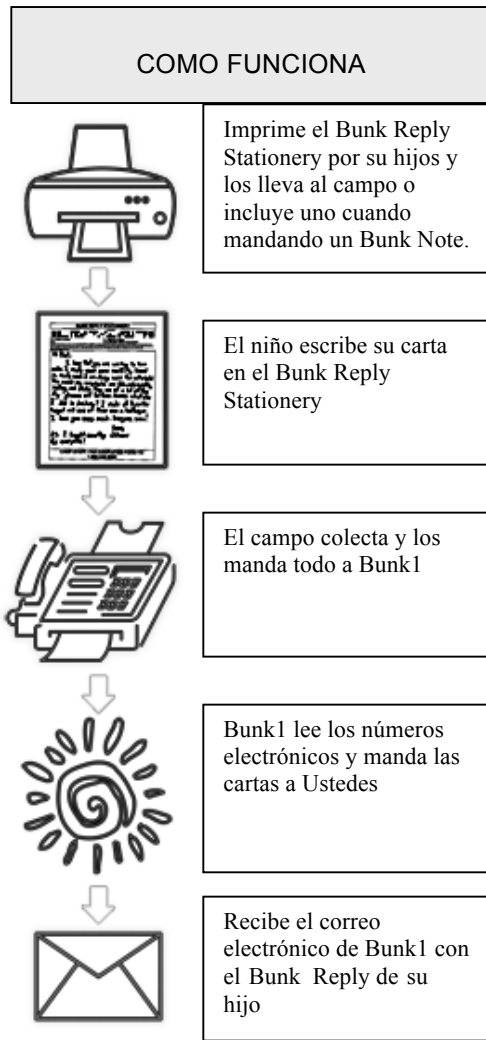 COMO FUNCIONA
Imprime el Bunk Reply
Stationery por su hijos y
los lleva al campo o
incluye uno cuando
mandando un Bunk Note.
El niño escribe su carta
en el Bunk Reply
Stationery
El campo colecta y los
manda todo a Bunk1
Bunk1 lee los números
electrónicos y manda las
cartas a Ustedes
Recibe el correo
electrónico de Bunk1 con
el Bunk Reply de su
hijo